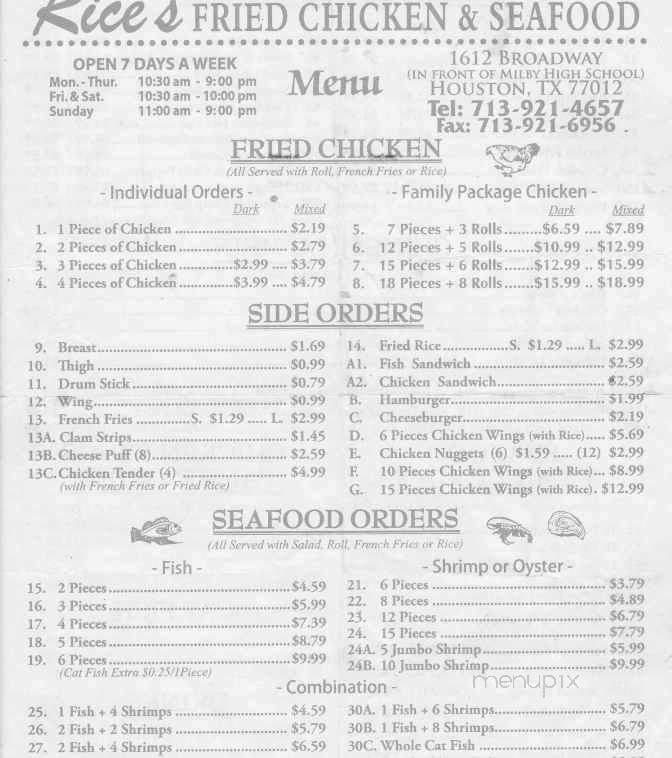 Rice's FRIED CHICKEN & SEAFOOD
OPEN 7 DAYS A WEEK
Mon. - Thur. 10:30 am - 9:00 pm
Fri. & Sat. 10:30 am - 10:00 pm
Sunday 11:00 am - 9:00 pm
Menu
1612 BROADWAY
(IN FRONT OF MILBY HIGH SCHOOL)
HOUSTON, TX 77012
Tel: 713-921-4657
Fax: 713-921-6956
FRIED CHICKEN
(All Served with Roll, French Fries or Rice)
- Individual Orders -
Dark Mixed
1. 1 Piece of Chicken $2.19
2. 2 Pieces of Chicken $2.79
3. 3 Pieces of Chicken $2.99 .... $3.79
4. 4 Pieces of Chicken $3.99 .... $4.79
- Family Package Chicken -
Dark Mixed
5. 7 Pieces + 3 Rolls $6.59 .... $7.89
6. 12 Pieces + 5 Rolls $10.99 .. $12.99
7. 15 Pieces + 6 Rolls $12.99 .. $15.99
8. 18 Pieces + 8 Rolls $15.99 .. $18.99
SIDE ORDERS
9. Breast $1.69
10. Thigh $0.99
11. Drum Stick $0.79
12. Wing $0.99
13. French Fries S. $1.29 .... L. $2.99
13A. Clam Strips $1.45
13B. Cheese Puff (8) $2.59
13C. Chicken Tender (4) $4.99
(with French Fries or Fried Rice)
14. Fried Rice S. $1.29 ..... L. $2.99
A1. Fish Sandwich $2.59
A2. Chicken Sandwich $2.59
B. Hamburger $1.99
C. Cheeseburger $2.19
D. 6 Pieces Chicken Wings (with Rice) $5.69
E. Chicken Nuggets (6) $1.59 ..... (12) $2.99
F. 10 Pieces Chicken Wings (with Rice) $8.99
G. 15 Pieces Chicken Wings (with Rice). $12.99
SEAFOOD ORDERS
(All Served with Salad, Roll, French Fries or Rice)
- Fish -
15. 2 Pieces $4.59
16. 3 Pieces $5.99
17. 4 Pieces $7.39
18. 5 Pieces $8.79
19. 6 Pieces $9.99
(Cat Fish Extra $0.25/1Piece)
- Shrimp or Oyster -
21. 6 Pieces $3.79
22. 8 Pieces $4.89
23. 12 Pieces $6.79
24. 15 Pieces $7.79
24A. 5 Jumbo Shrimp $5.99
24B. 10 Jumbo Shrimp $9.99
menupix
- Combination -
25. 1 Fish + 4 Shrimps $4.59
26. 2 Fish + 2 Shrimps $5.79
27. 2 Fish + 4 Shrimps $6.59
30A. 1 Fish + 6 Shrimps $5.79
30B. 1 Fish + 8 Shrimps $6.79
30C. Whole Cat Fish $6.99